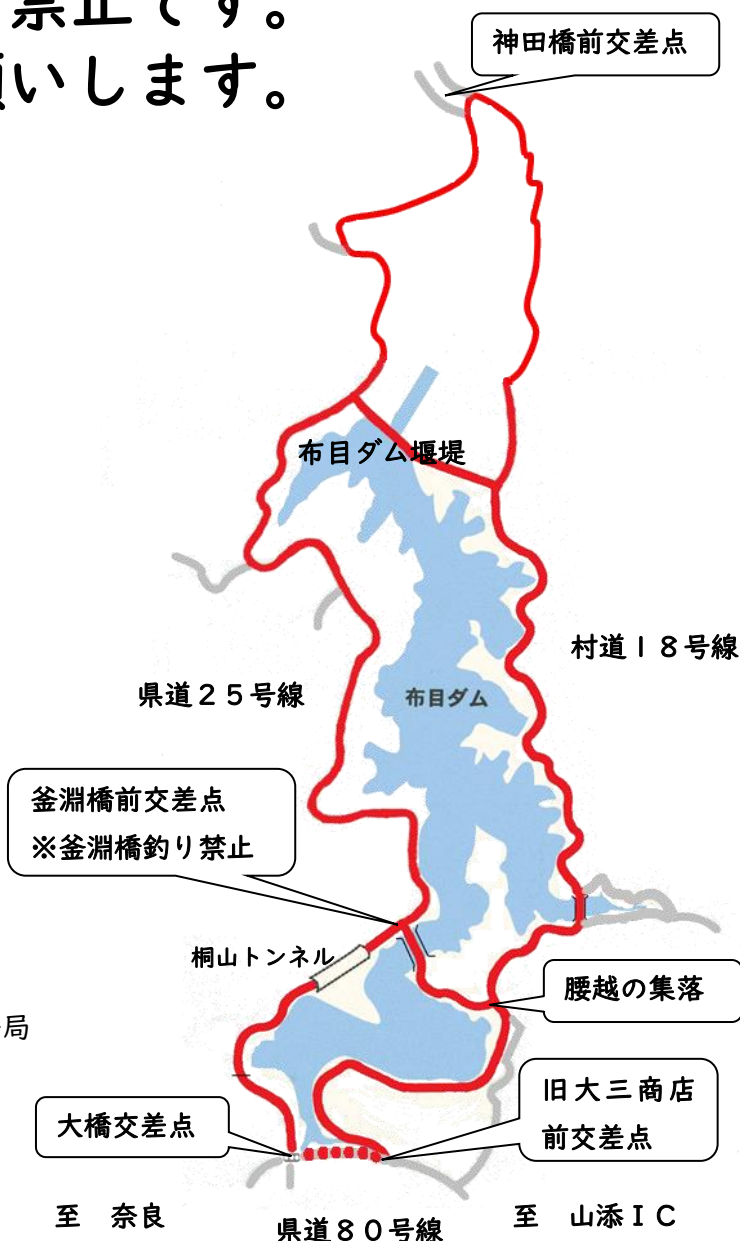 禁止です。
願いします。
神田橋前交差点
布目ダム堰堤
村道１８号線
県道２５号線
布目ダム
釜淵橋前交差点
※釜淵橋釣り禁止
桐山トンネル
腰越の集落
局
旧大三商店
前交差点
大橋交差点
至　奈良
県道８０号線
至　山添ＩＣ